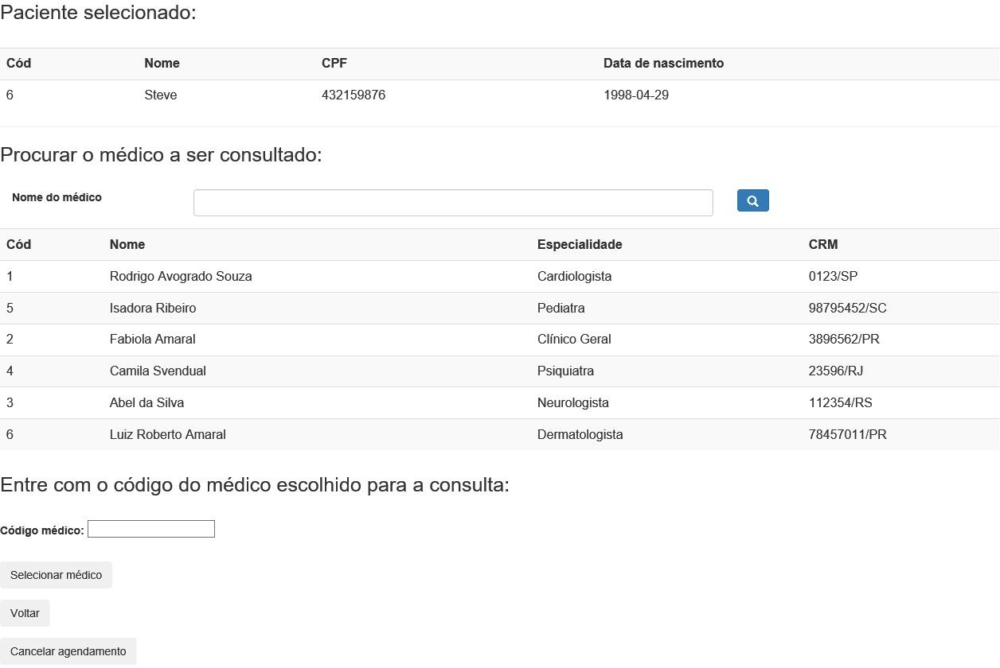 Paciente selecionado:
Cód Nome CPF Data de nascimento
6 Steve 432159876 1998-04-29
Procurar o médico a ser consultado:
Nome do médico
Cód Nome Especialidade CRM
1 Rodrigo Avogrado Souza Cardiologista 0123/SP
5 Isadora Ribeiro Pediatra 98795452/SC
2 Fabiola Amaral Clínico Geral 3896562/PR
4 Camila Svendual Psiquiatra 23596/RJ
3 Abel da Silva Neurologista 112354/RS
6 Luiz Roberto Amaral Dermatologista 78457011/PR
Entre com o código do médico escolhido para a consulta:
Código médico:
Selecionar médico
Voltar
Cancelar agendamento